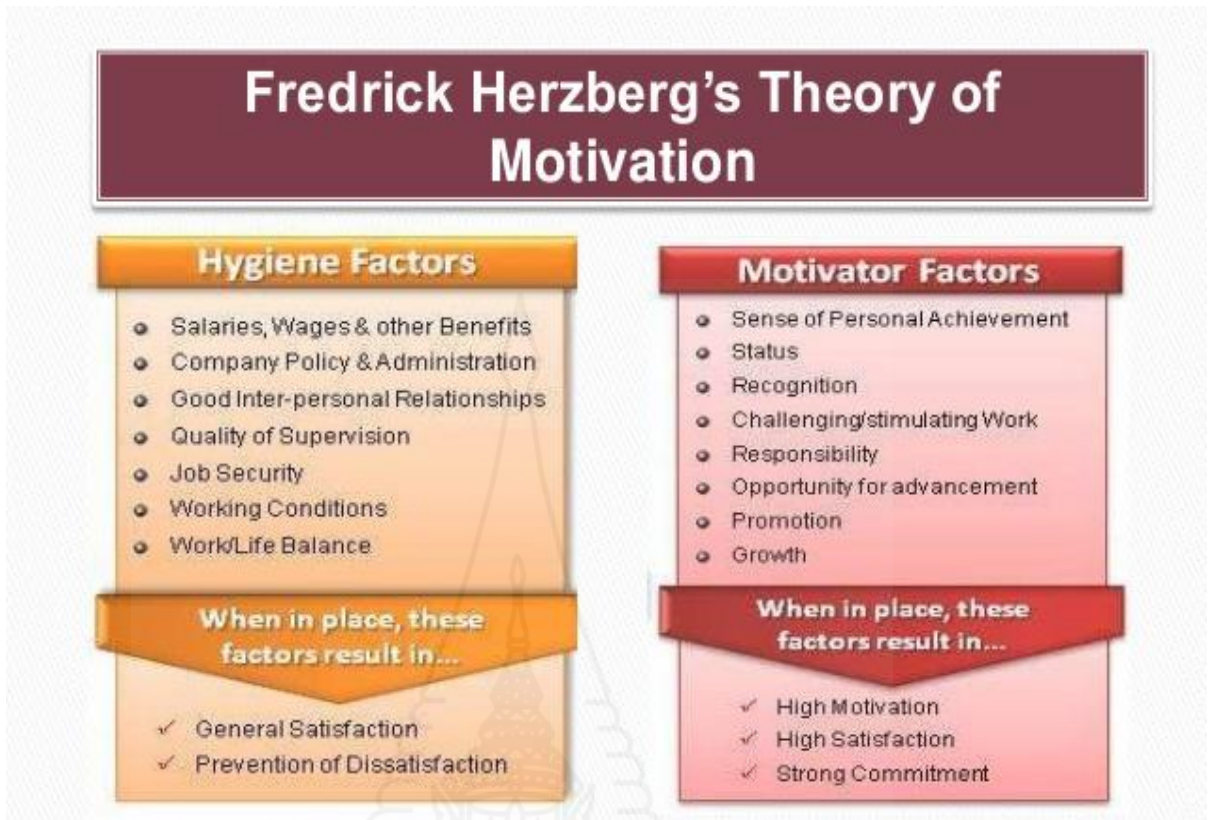 Fredrick Herzberg’s Theory of
Motivation
Hygiene Factors
Salaries, Wages & other Benefits
Company Policy & Administration
Good Inter-personal Relationships
Quality of Supervision
Job Security
Working Conditions
Work/Life Balance
When in place, these
factors result in...
General Satisfaction
Prevention of Dissatisfaction
Motivator Factors
Sense of Personal Achievement
Status
Recognition
Challenging/stimulating Work
Responsibility
Opportunity for advancement
Promotion
Growth
When in place, these
factors result in...
High Motivation
High Satisfaction
Strong Commitment